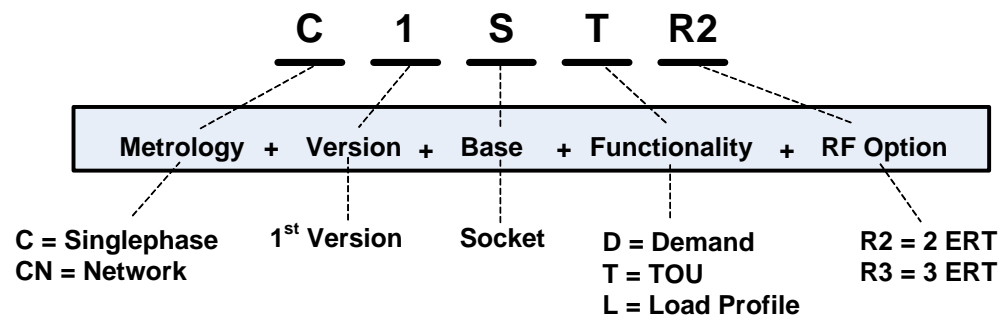 C 1 S T R2
Metrology + Version + Base + Functionality + RF Option
C = Singlephase
CN = Network
1st Version
Socket
D = Demand
T = TOU
L = Load Profile
R2 = 2 ERT
R3 = 3 ERT